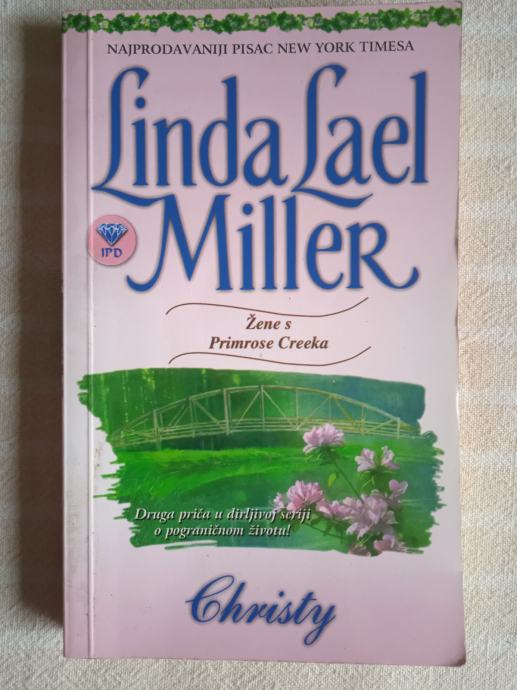 NAJPRODAVANIJI PISAC NEW YORK TIMESA
Linda Lael
Miller
IPD
Žene s
Primrose Creeka
Druga priča u dirljivoj seriji
o pograničnom životu!
Christy